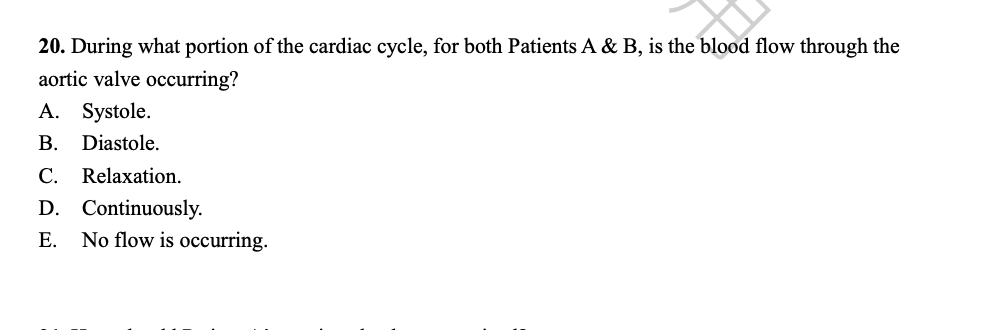 20. During what portion of the cardiac cycle, for both Patients A & B, is the blood flow through the
aortic valve occurring?
A. Systole.
B. Diastole.
C. Relaxation.
D. Continuously.
E. No flow is occurring.